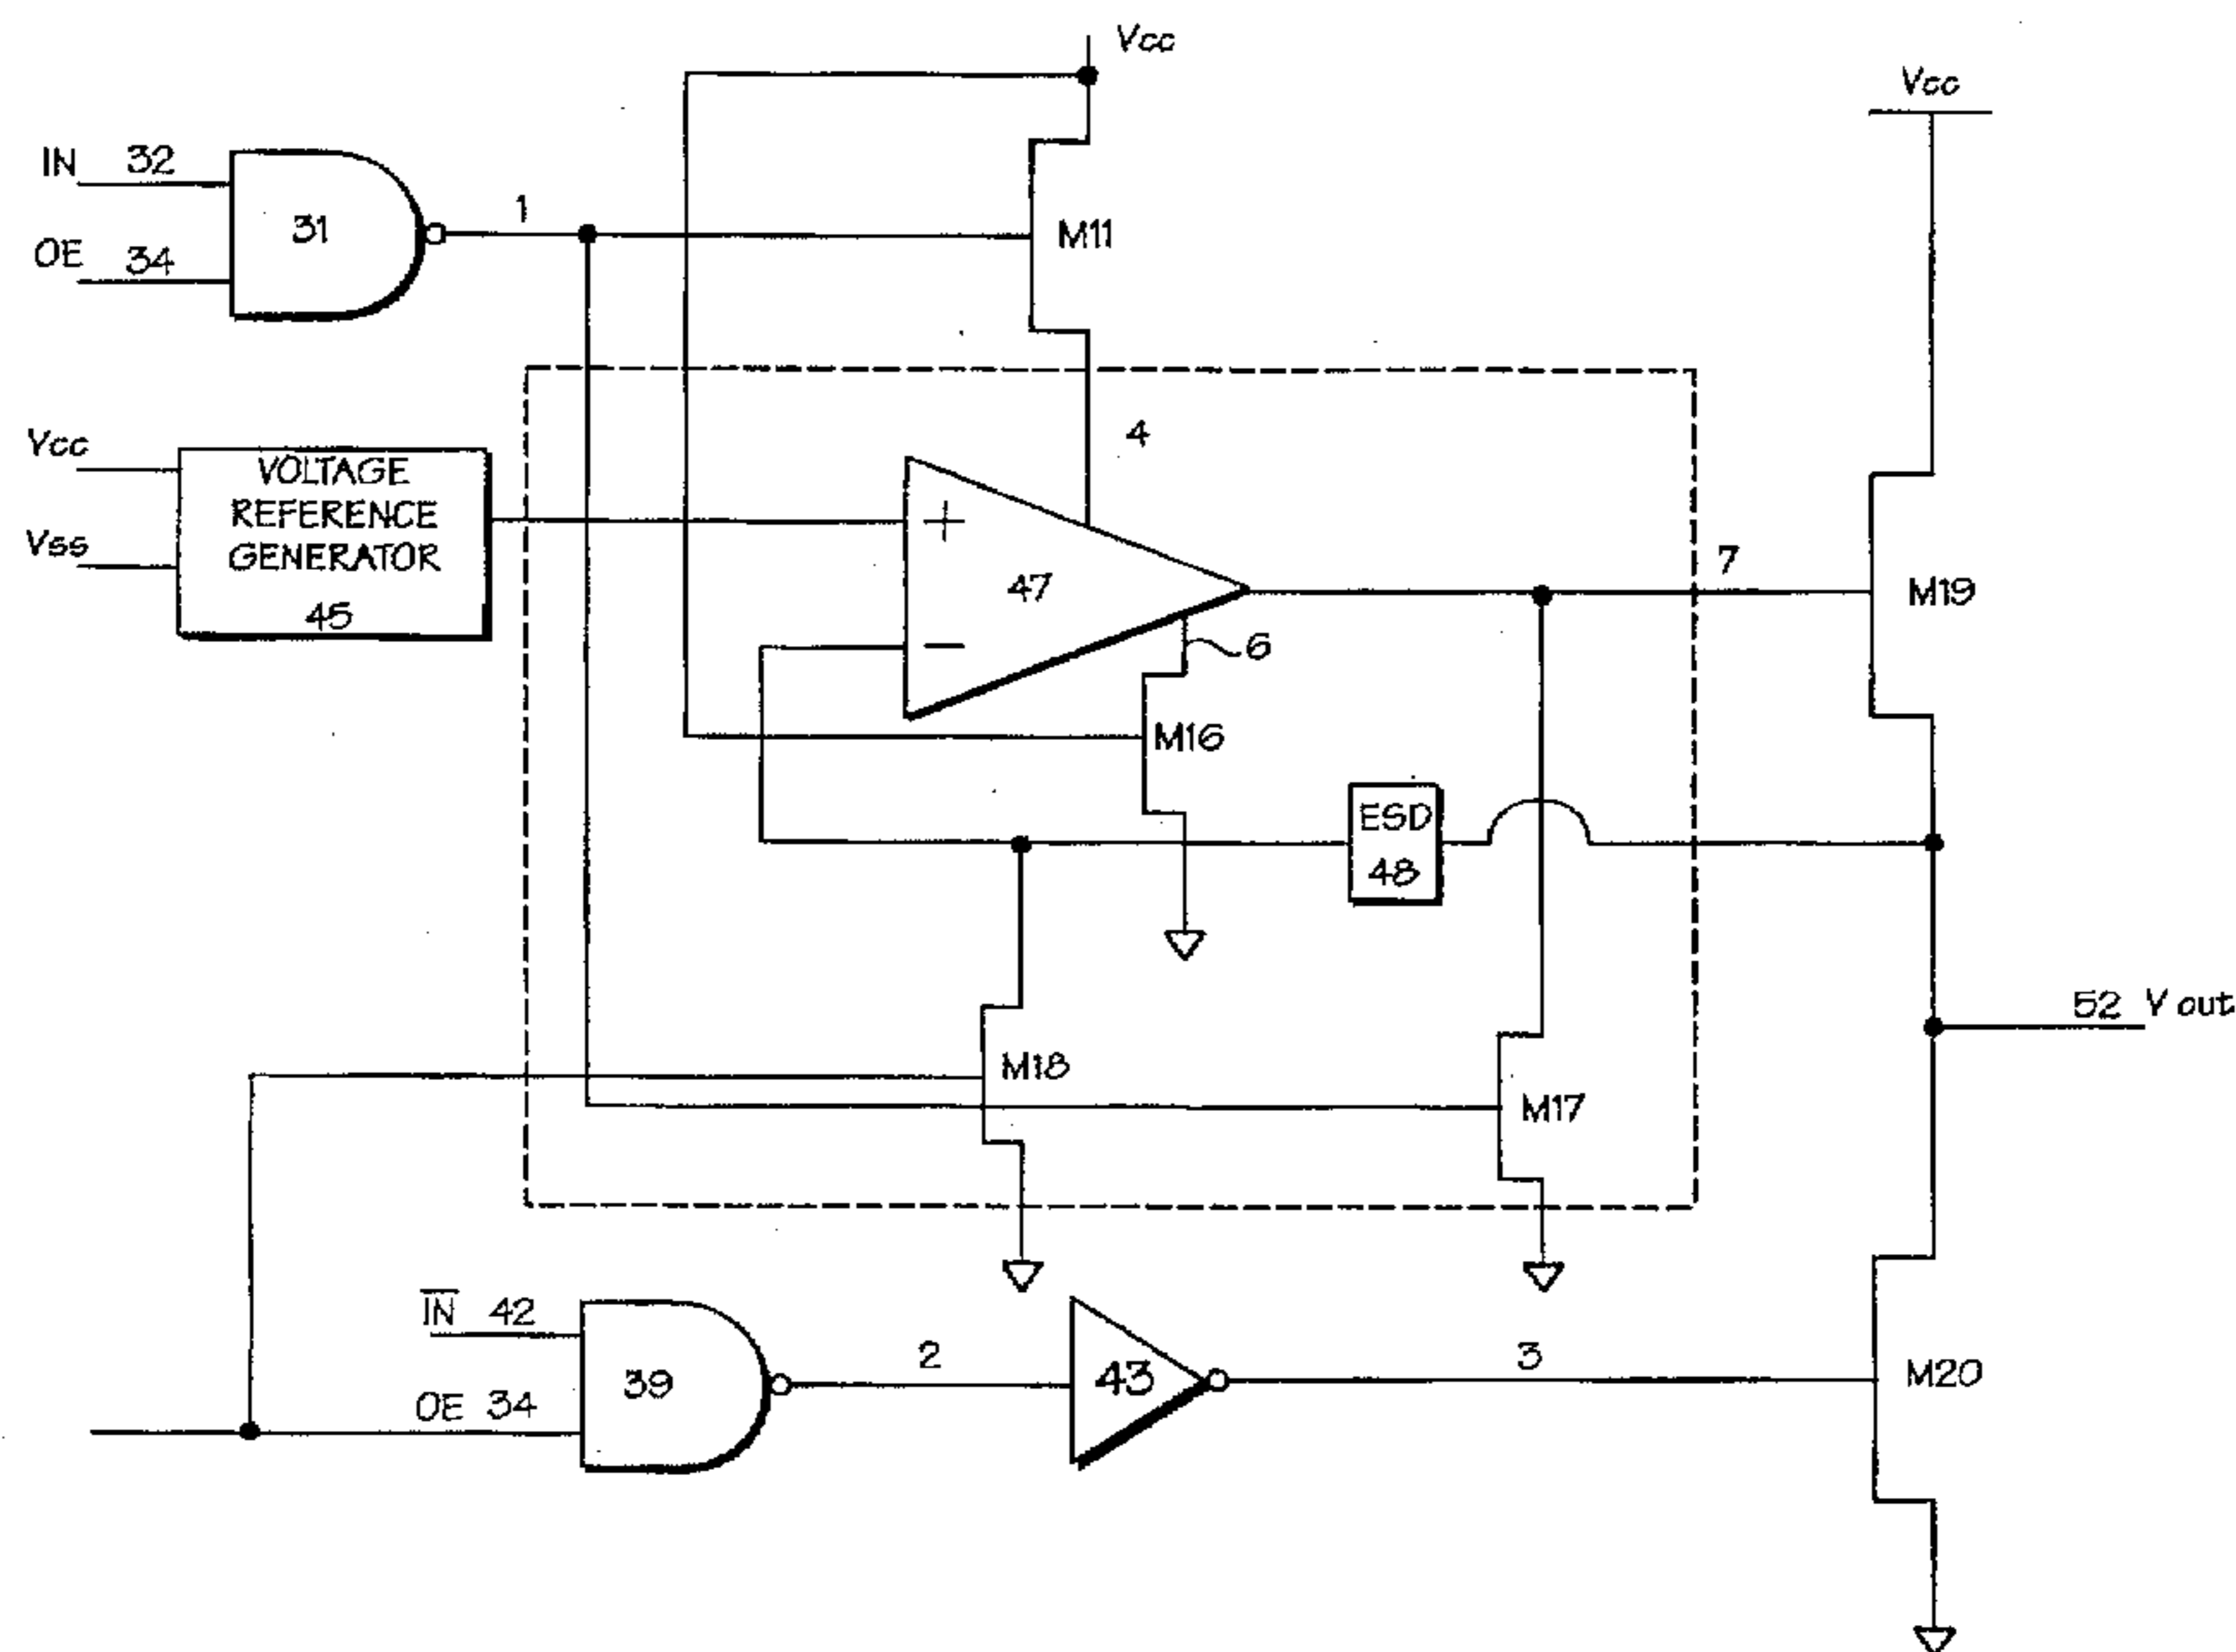 Vcc
Vcc
IN 32
31
OE 34
1
M11
4
Vcc
VOLTAGE
REFERENCE
GENERATOR
45
Vss
+
47
−
6
7
M19
M16
ESD
48
52 Vout
M18
M17
IN 42
39
OE 34
2
43
3
M20